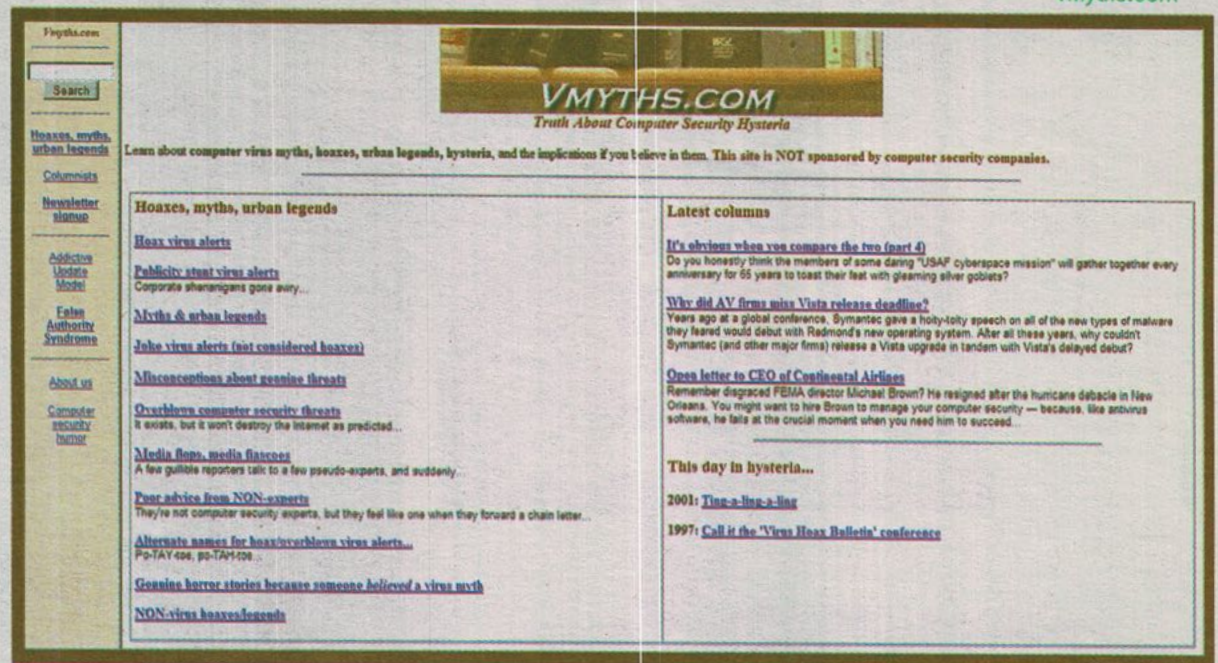 Vmyths.com
Search
Hoaxes, myths,
urban legends
Columnists
Newsletter
signup
Addictive
Update
Model
False
Authority
Syndrome
About us
Computer
security
humor
VMYTHS.COM
Truth About Computer Security Hysteria
Learn about computer virus myths, hoaxes, urban legends, hysteria, and the implications if you believe in them. This site is NOT sponsored by computer security companies.
Hoaxes, myths, urban legends
Hoax virus alerts
Publicity stunt virus alerts
Corporate shenanigans gone awry...
Myths & urban legends
Joke virus alerts (not considered hoaxes)
Misconceptions about genuine threats
Overblown computer security threats
It exists, but it won't destroy the Internet as predicted...
Media flops, media fiascoes
A few gullible reporters talk to a few pseudo-experts, and suddenly...
Poor advice from NON-experts
They're not computer security experts, but they feel like one when they forward a chain letter...
Alternate names for hoax/overblown virus alerts...
Po-TAY-toe, po-TAH-toe...
Genuine horror stories because someone believed a virus myth
NON-virus hoaxes/legends
Latest columns
It's obvious when you compare the two (part 4)
Do you honestly think the members of some daring "USAF cyberspace mission" will gather together every
anniversary for 65 years to toast their feat with gleaming silver goblets?
Why did AV firms miss Vista release deadline?
Years ago at a global conference, Symantec gave a hoity-toity speech on all of the new types of malware
they feared would debut with Redmond's new operating system. After all these years, why couldn't
Symantec (and other major firms) release a Vista upgrade in tandem with Vista's delayed debut?
Open letter to CEO of Continental Airlines
Remember disgraced FEMA director Michael Brown? He resigned after the hurricane debacle in New
Orleans. You might want to hire Brown to manage your computer security — because, like antivirus
software, he fails at the crucial moment when you need him to succeed...
This day in hysteria...
2001: Ting-a-ling-a-ling
1997: Call it the 'Virus Hoax Bulletin' conference